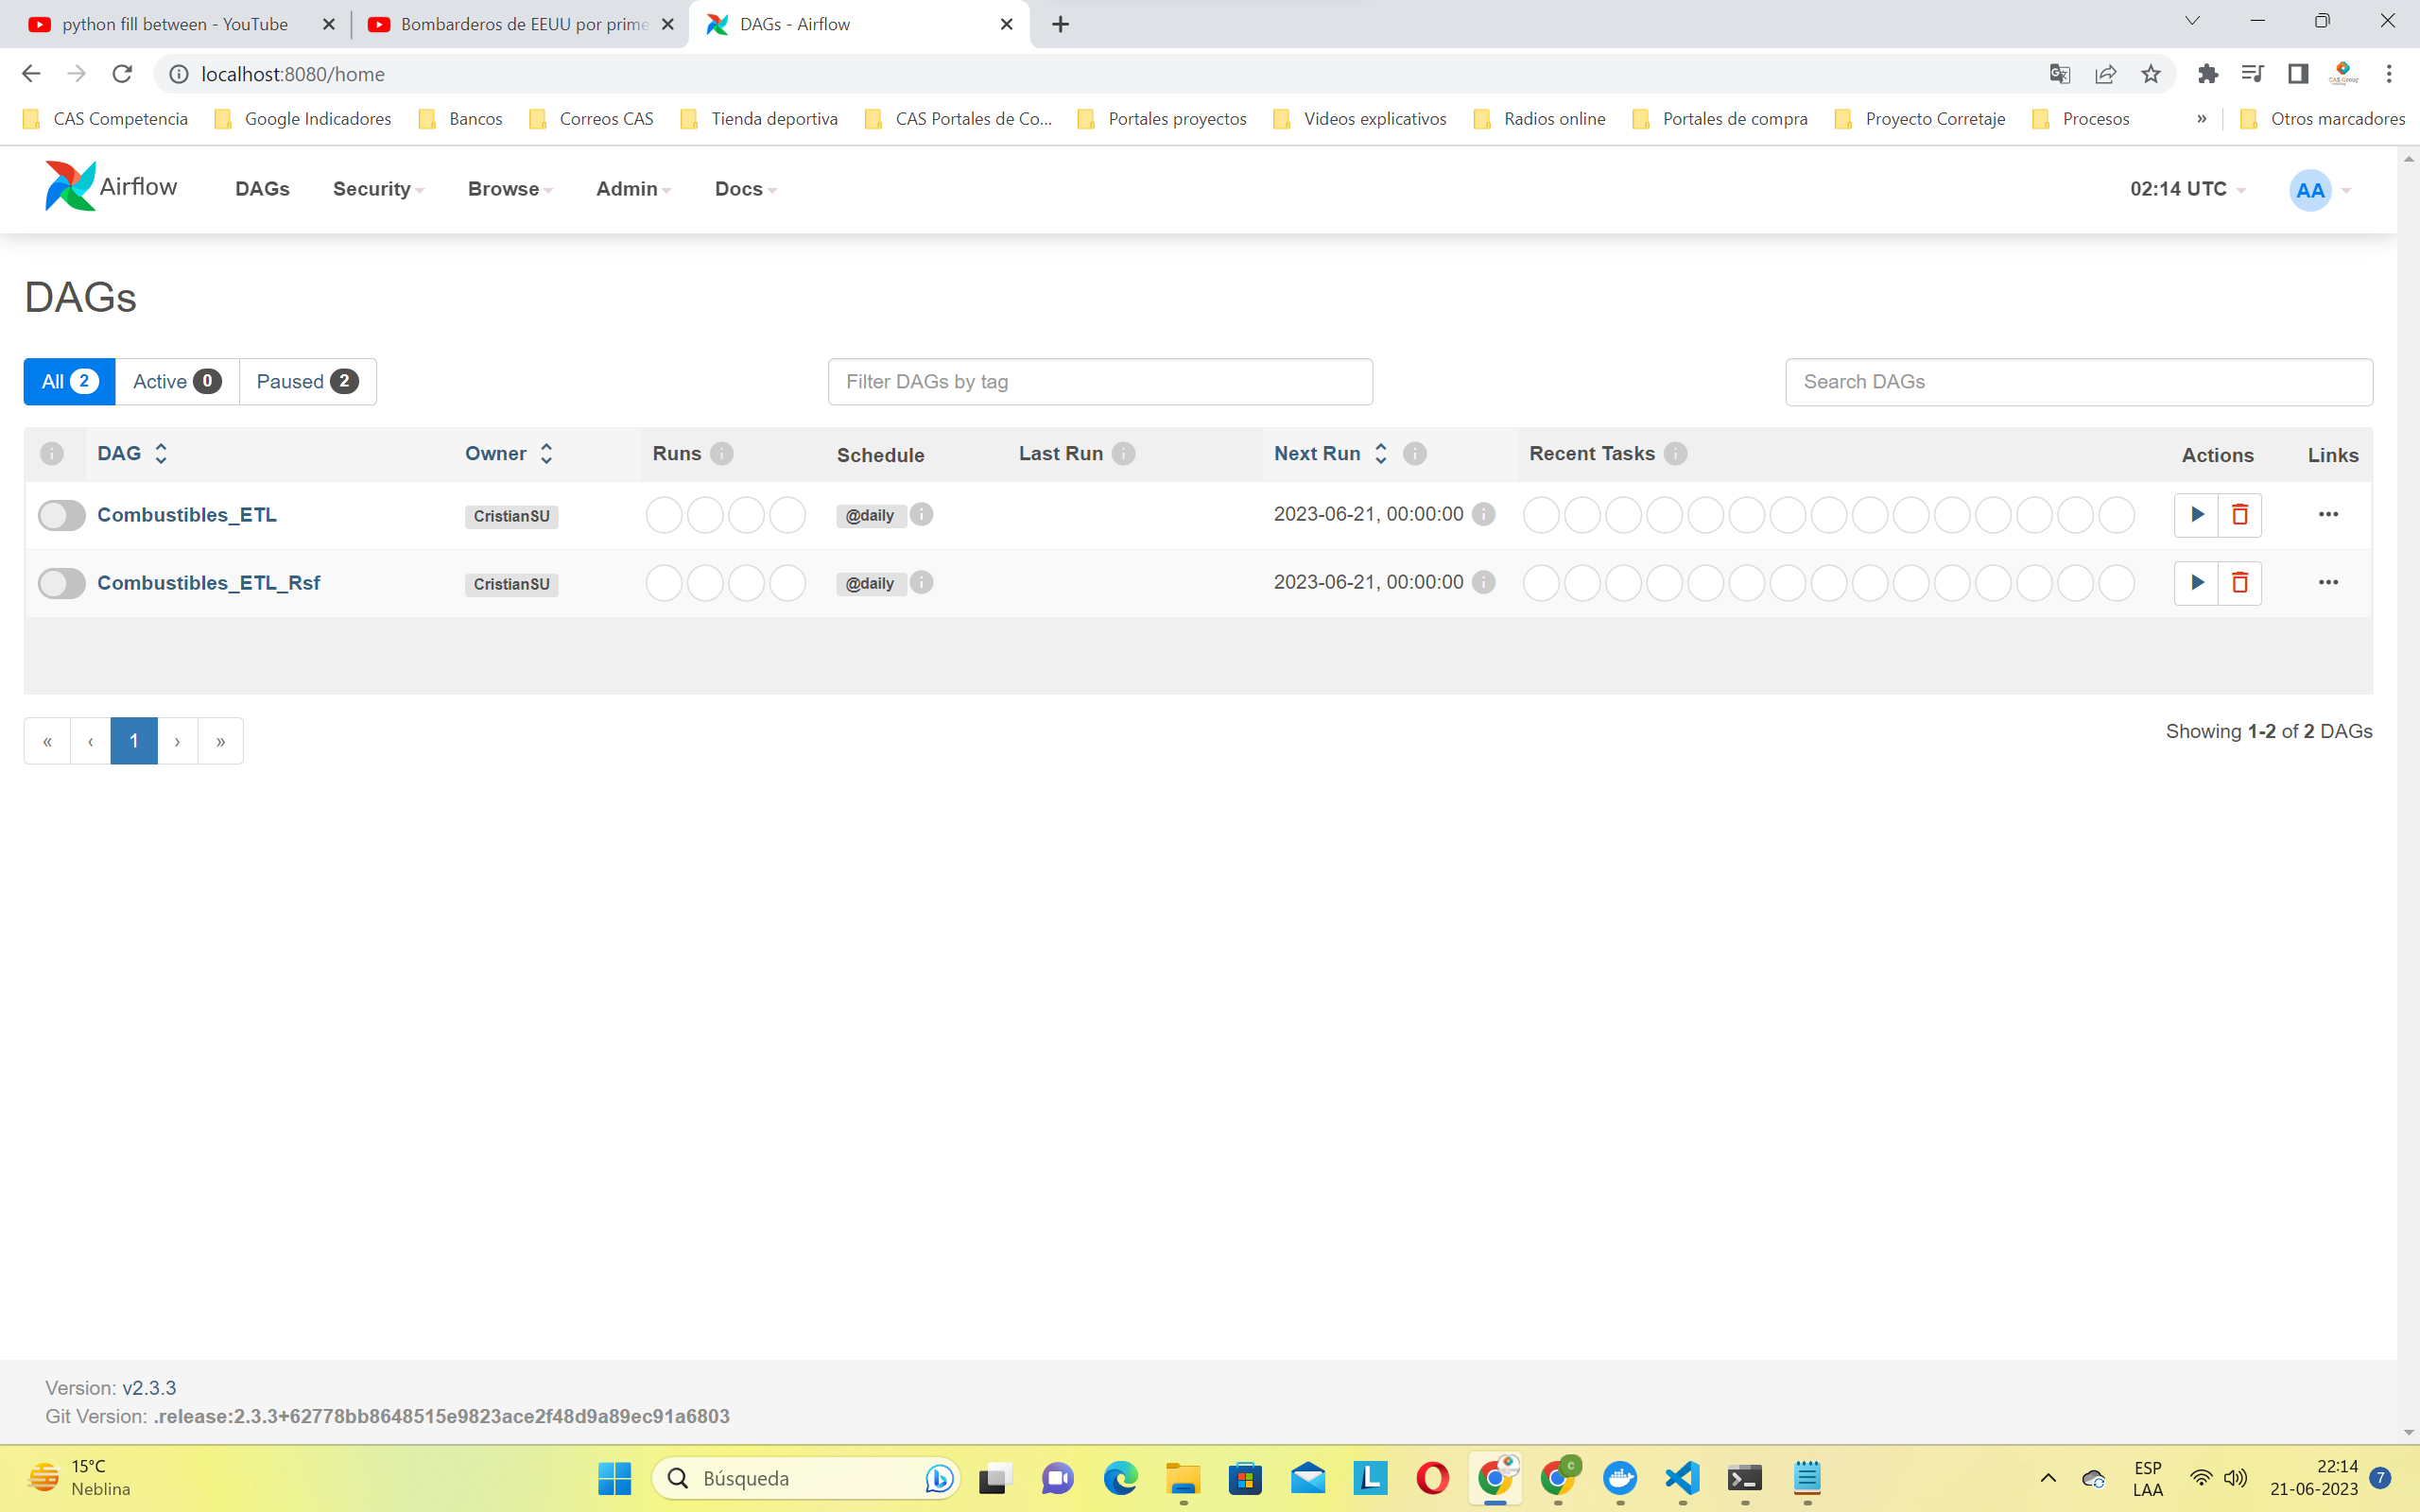 python fill between - YouTube
Bombarderos de EEUU por prime
DAGs - Airflow
localhost:8080/home
CAS Competencia
Google Indicadores
Bancos
Correos CAS
Tienda deportiva
CAS Portales de Co...
Portales proyectos
Videos explicativos
Radios online
Portales de compra
Proyecto Corretaje
Procesos
»
Otros marcadores
Airflow
DAGs
Security
Browse
Admin
Docs
02:14 UTC
AA
DAGs
All 2
Active 0
Paused 2
Filter DAGs by tag
Search DAGs
DAG
Owner
Runs
Schedule
Last Run
Next Run
Recent Tasks
Actions
Links
Combustibles_ETL
CristianSU
@daily
2023-06-21, 00:00:00
Combustibles_ETL_Rsf
CristianSU
@daily
2023-06-21, 00:00:00
« ‹ 1 › »
Showing 1-2 of 2 DAGs
Version: v2.3.3
Git Version: .release:2.3.3+62778bb8648515e9823ace2f48d9a89ec91a6803
15°C
Neblina
Búsqueda
L
C
ESP
LAA
22:14
21-06-2023
7